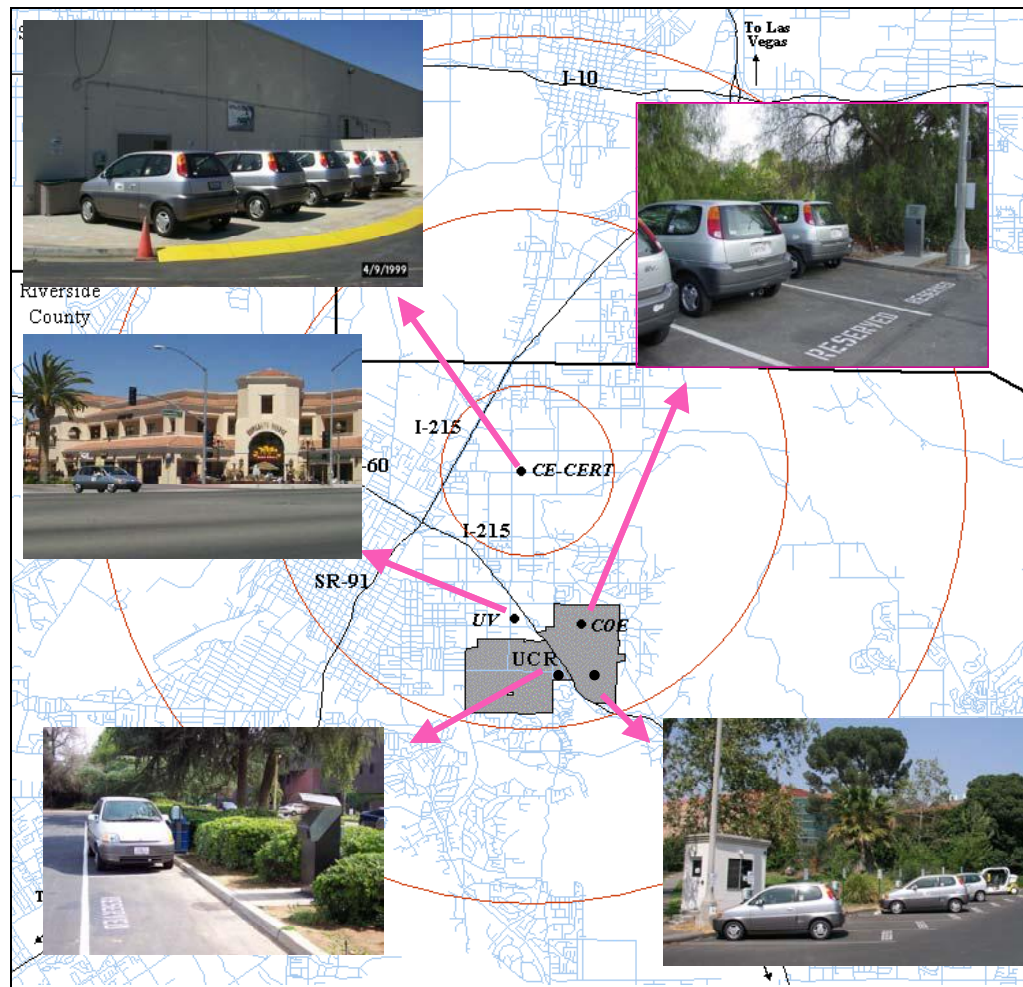 To Las
Vegas
I-10
4/9/1999
RESERVED
RESERVED
Riverside
County
I-215
-60
CE-CERT
I-215
SR-91
UV
COE
UCR
RESERVED